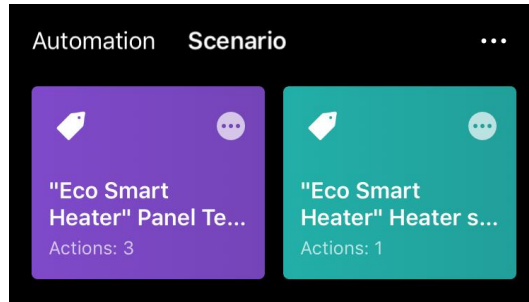 Automation Scenario
"Eco Smart
Heater" Panel Te...
Actions: 3
"Eco Smart
Heater" Heater s...
Actions: 1